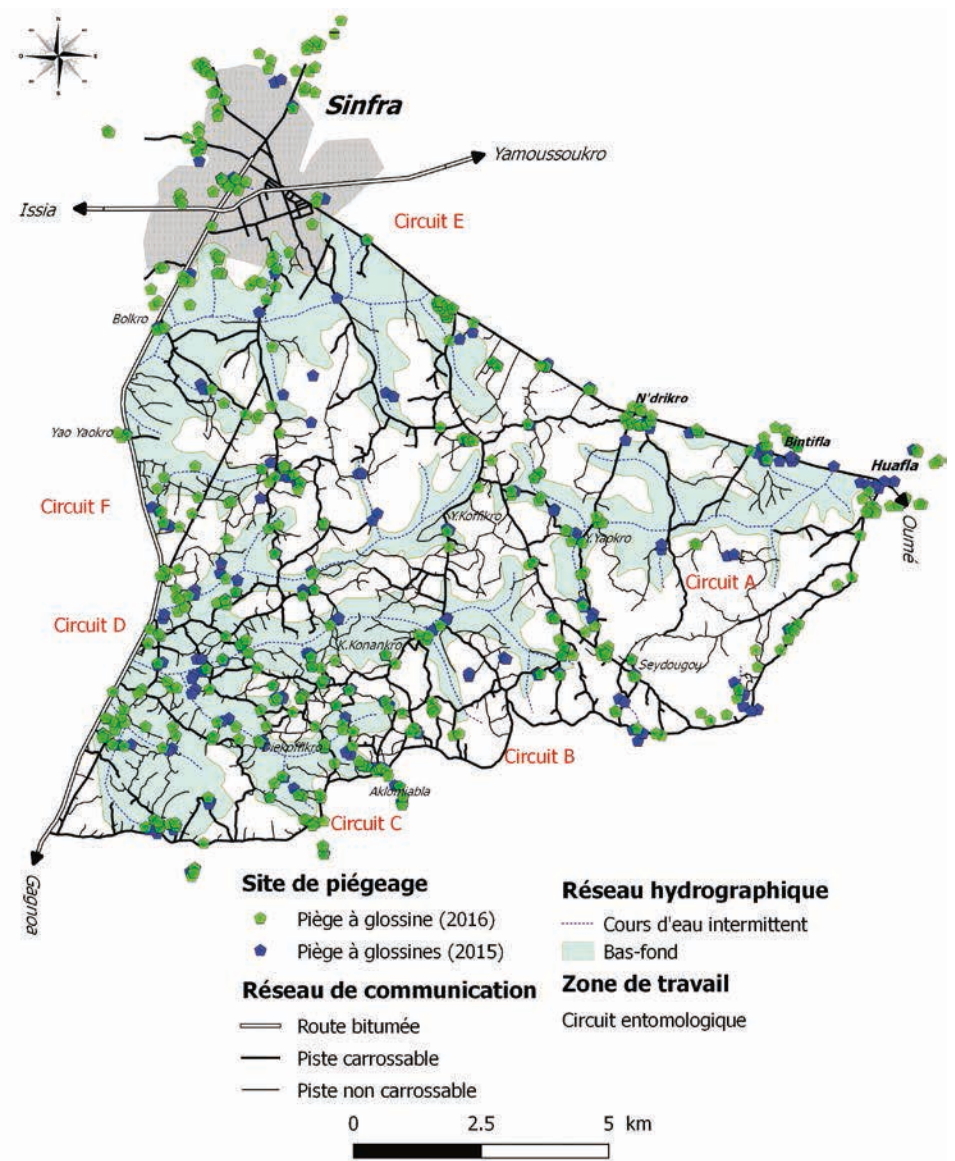 N
O
E
S
Sinfra
Yamoussoukro
Issia
Circuit E
Bolkro
N'drikro
Yao Yaokro
Bintifla
Huafla
Circuit F
Y.Koffikro
Y.Yaokro
Oumé
Circuit A
Circuit D
K.Konankro
Seydougou
Diekoffikro
Circuit B
Aklomiabla
Circuit C
Gagnoa
Site de piégeage
Piège à glossine (2016)
Piège à glossines (2015)
Réseau de communication
Route bitumée
Piste carrossable
Piste non carrossable
Réseau hydrographique
Cours d'eau intermittent
Bas-fond
Zone de travail
Circuit entomologique
0 2.5 5 km